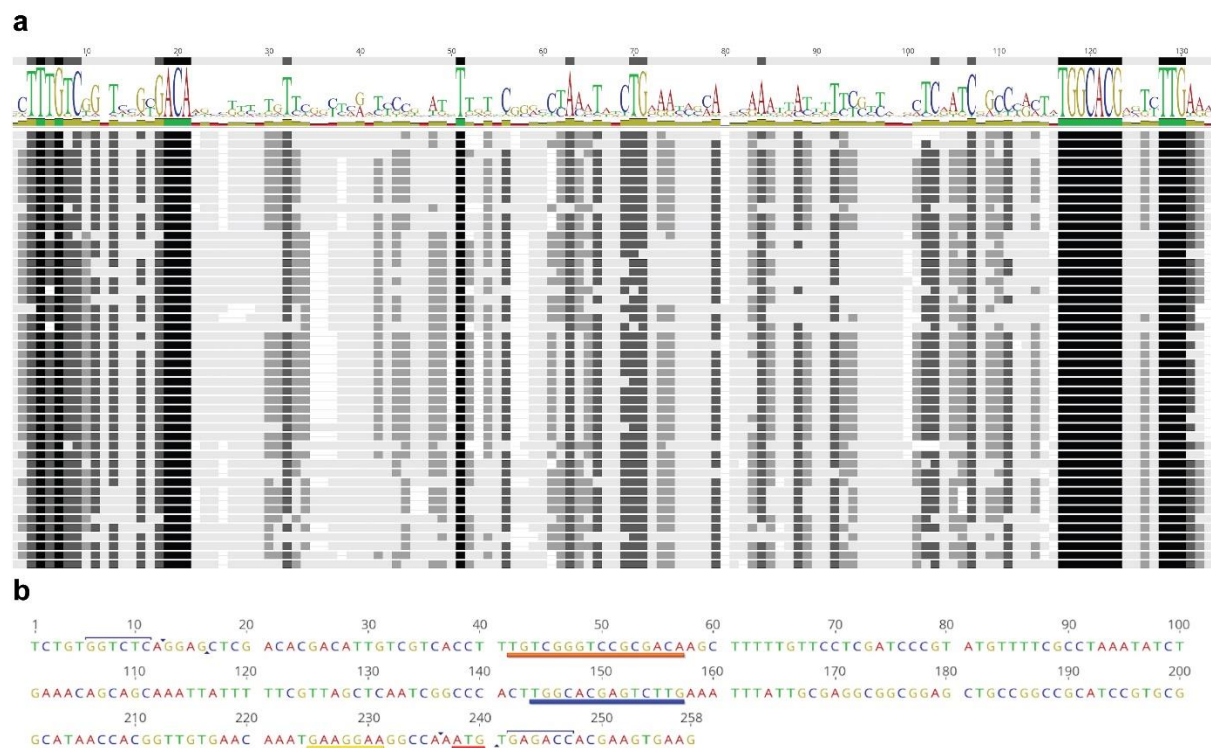 a
10 20 30 40 50 60 70 80 90 100 110 120 130
b
1 10 20 30 40 50 60 70 80 90 100
TCTGTGGTCTCAGGAGCTCG ACACGACATTGTCGTCACCT TTGTCGGGTCCGCGACAAGC TTTTTGTTCCTCGATCCCGT ATGTTTTCGCCTAAATATCT
110 120 130 140 150 160 170 180 190 200
GAAACAGCAGCAAATTATTT TTCGTTAGCTCAATCGGCCC ACTTGGCACGAGTCTTGAAA TTTATTGCGAGGCGGCGGAG CTGCCGGCCGCATCCGTGCG
210 220 230 240 250 258
GCATAACCACGGTTGTGAAC AAATGAAGGAAGGCCAAATG TGAGACCACGAAGTGAAG